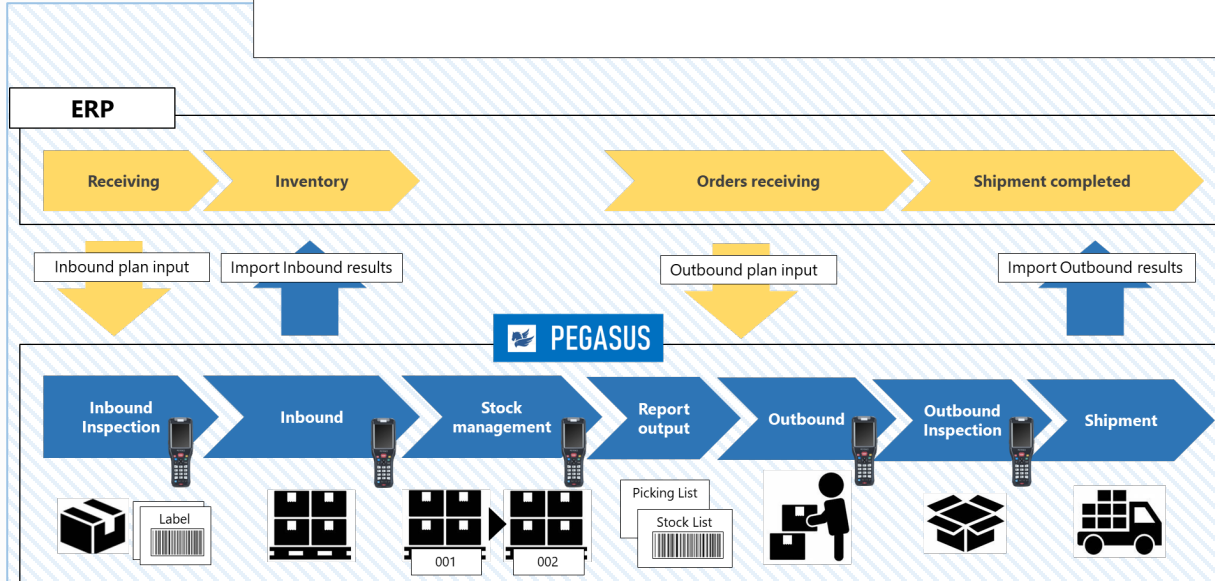 ERP
Receiving
Inventory
Orders receiving
Shipment completed
Inbound plan input
Import Inbound results
Outbound plan input
Import Outbound results
PEGASUS
Inbound
Inspection
Inbound
Stock
management
Report
output
Outbound
Outbound
Inspection
Shipment
Label
001
002
Picking List
Stock List